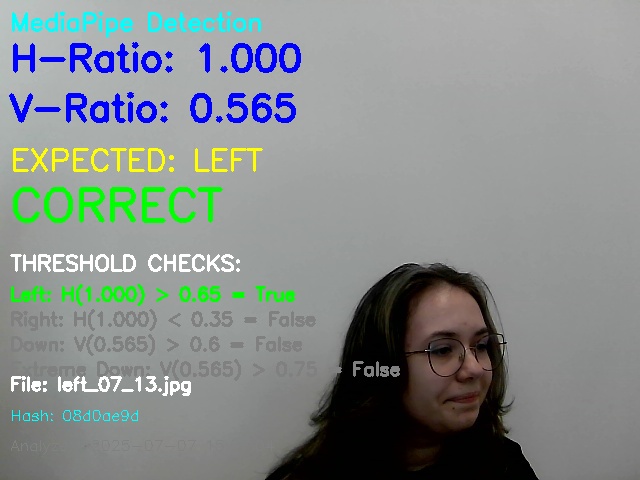 MediaPipe Detection
H-Ratio: 1.000
V-Ratio: 0.565
EXPECTED: LEFT
CORRECT
THRESHOLD CHECKS:
Left: H(1.000) > 0.65 = True
Right: H(1.000) < 0.35 = False
Down: V(0.565) > 0.6 = False
Extreme Down: V(0.565) > 0.75 = False
File: left_07_13.jpg
Hash: 08d0ae9d